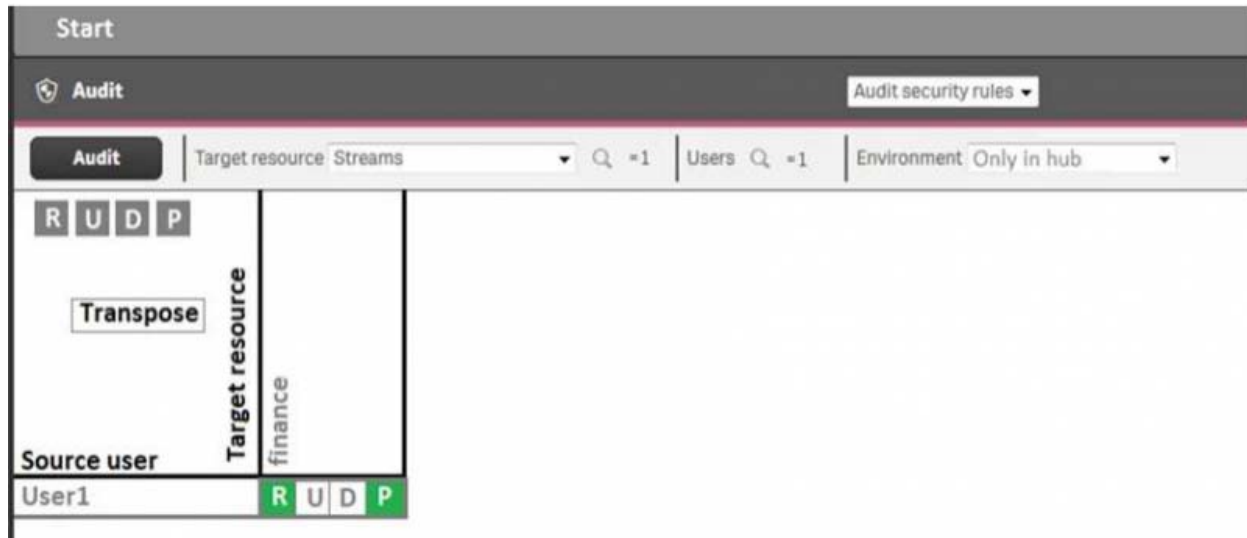 Start
Audit
Audit security rules
Audit
Target resource Streams
=1
Users
=1
Environment Only in hub
R U D P
Transpose
Target resource
finance
Source user
User1
R U D P